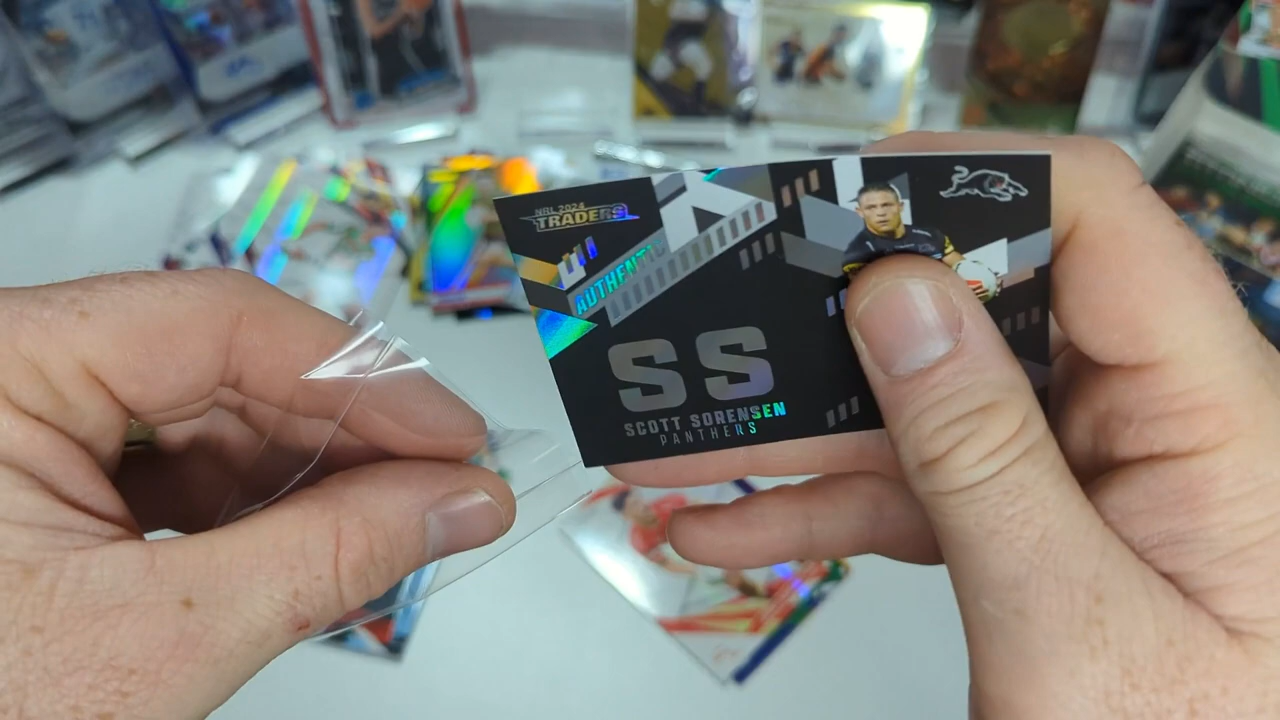 NRL 2024
TRADERS
AUTHENTIC
SS
SCOTT SORENSEN
PANTHERS